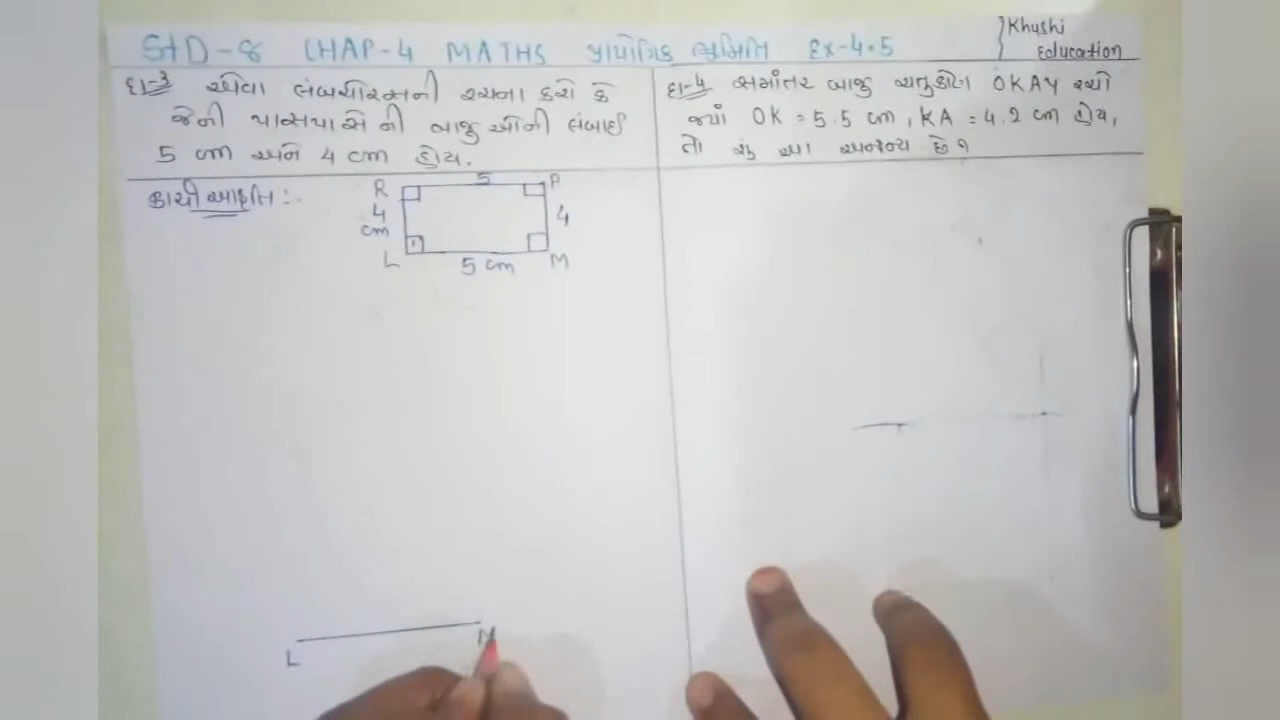 STD-8 CHAP-4 MATHS પ્રાયોગિક ભૂમિતિ EX-4.5
Khushi
Education
દા-3 એવા લંબચોરસની રચના કરો કે
જેની પાસપાસે ની બાજુઓની લંબાઈ
5 cm અને 4 cm હોય.
દા-4 સમાંતર બાજુ ચતુષ્કોણ OKAY રચો
જ્યાં OK = 5.5 cm, KA = 4.2 cm હોય,
તો શું આ અનન્ય છે?
કાચી આકૃતિ :-
R 5 P
4 4
cm
L 5 cm M
L M